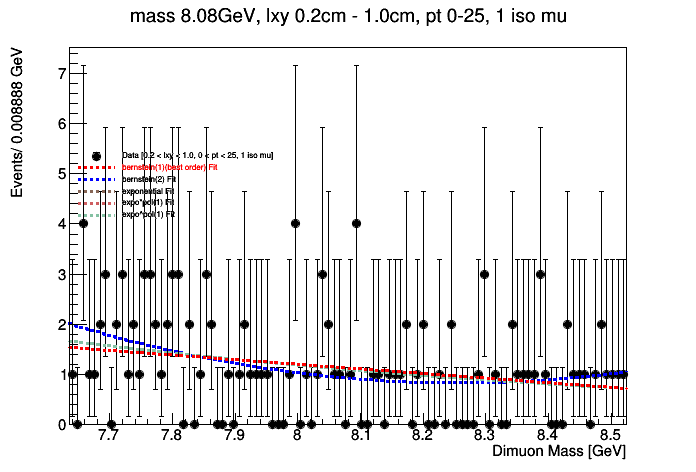 mass 8.08GeV, lxy 0.2cm - 1.0cm, pt 0-25, 1 iso mu
Events/ 0.008888 GeV
7
6
5
4
3
2
1
0
Data [0.2 < lxy < 1.0, 0 < pt < 25, 1 iso mu]
bernstein(1)(best order) Fit
bernstein(2) Fit
exponential Fit
expo*pol(1) Fit
expo^pol(1) Fit
7.7 7.8 7.9 8 8.1 8.2 8.3 8.4 8.5
Dimuon Mass [GeV]